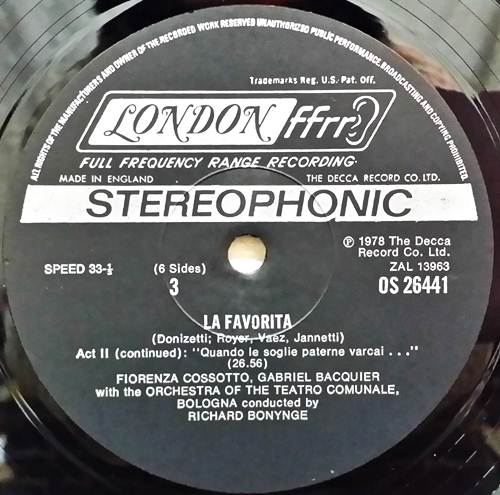 ALL RIGHTS OF THE MANUFACTURERS AND OWNER OF THE RECORDED WORK RESERVED UNAUTHORIZED PUBLIC PERFORMANCE, BROADCASTING AND COPYING PROHIBITED.
Trademarks Reg. U.S. Pat. Off.
LONDON ffrr
FULL FREQUENCY RANGE RECORDING
MADE IN ENGLAND THE DECCA RECORD CO. LTD.
STEREOPHONIC
℗ 1978 The Decca
Record Co. Ltd.
SPEED 33-⅓ (6 Sides) ZAL 13963
3 OS 26441
LA FAVORITA
(Donizetti; Royer, Vaëz, Jannetti)
Act II (continued): "Quando le soglie paterne varcai . . ."
(26.56)
FIORENZA COSSOTTO, GABRIEL BACQUIER
with the ORCHESTRA OF THE TEATRO COMUNALE,
BOLOGNA conducted by
RICHARD BONYNGE